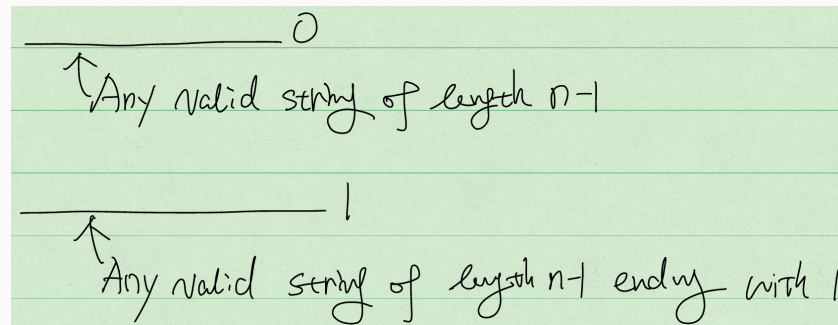 0
Any valid string of length n-1
1
Any valid string of length n-1 ending with 1